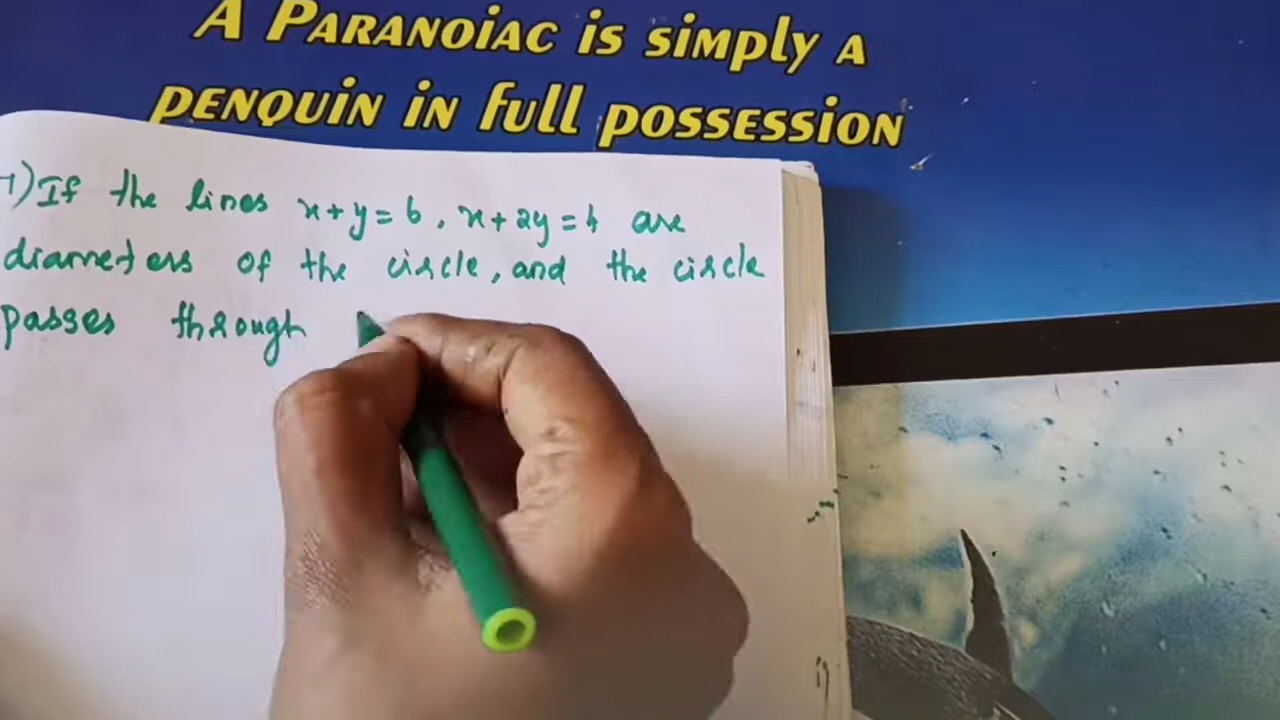 A PARANOiAC iS SiMPly A
PENQUiN iN full POSSESSiON
1) If the lines x+y=6, x+2y=4 are
diameters of the circle, and the circle
passes through